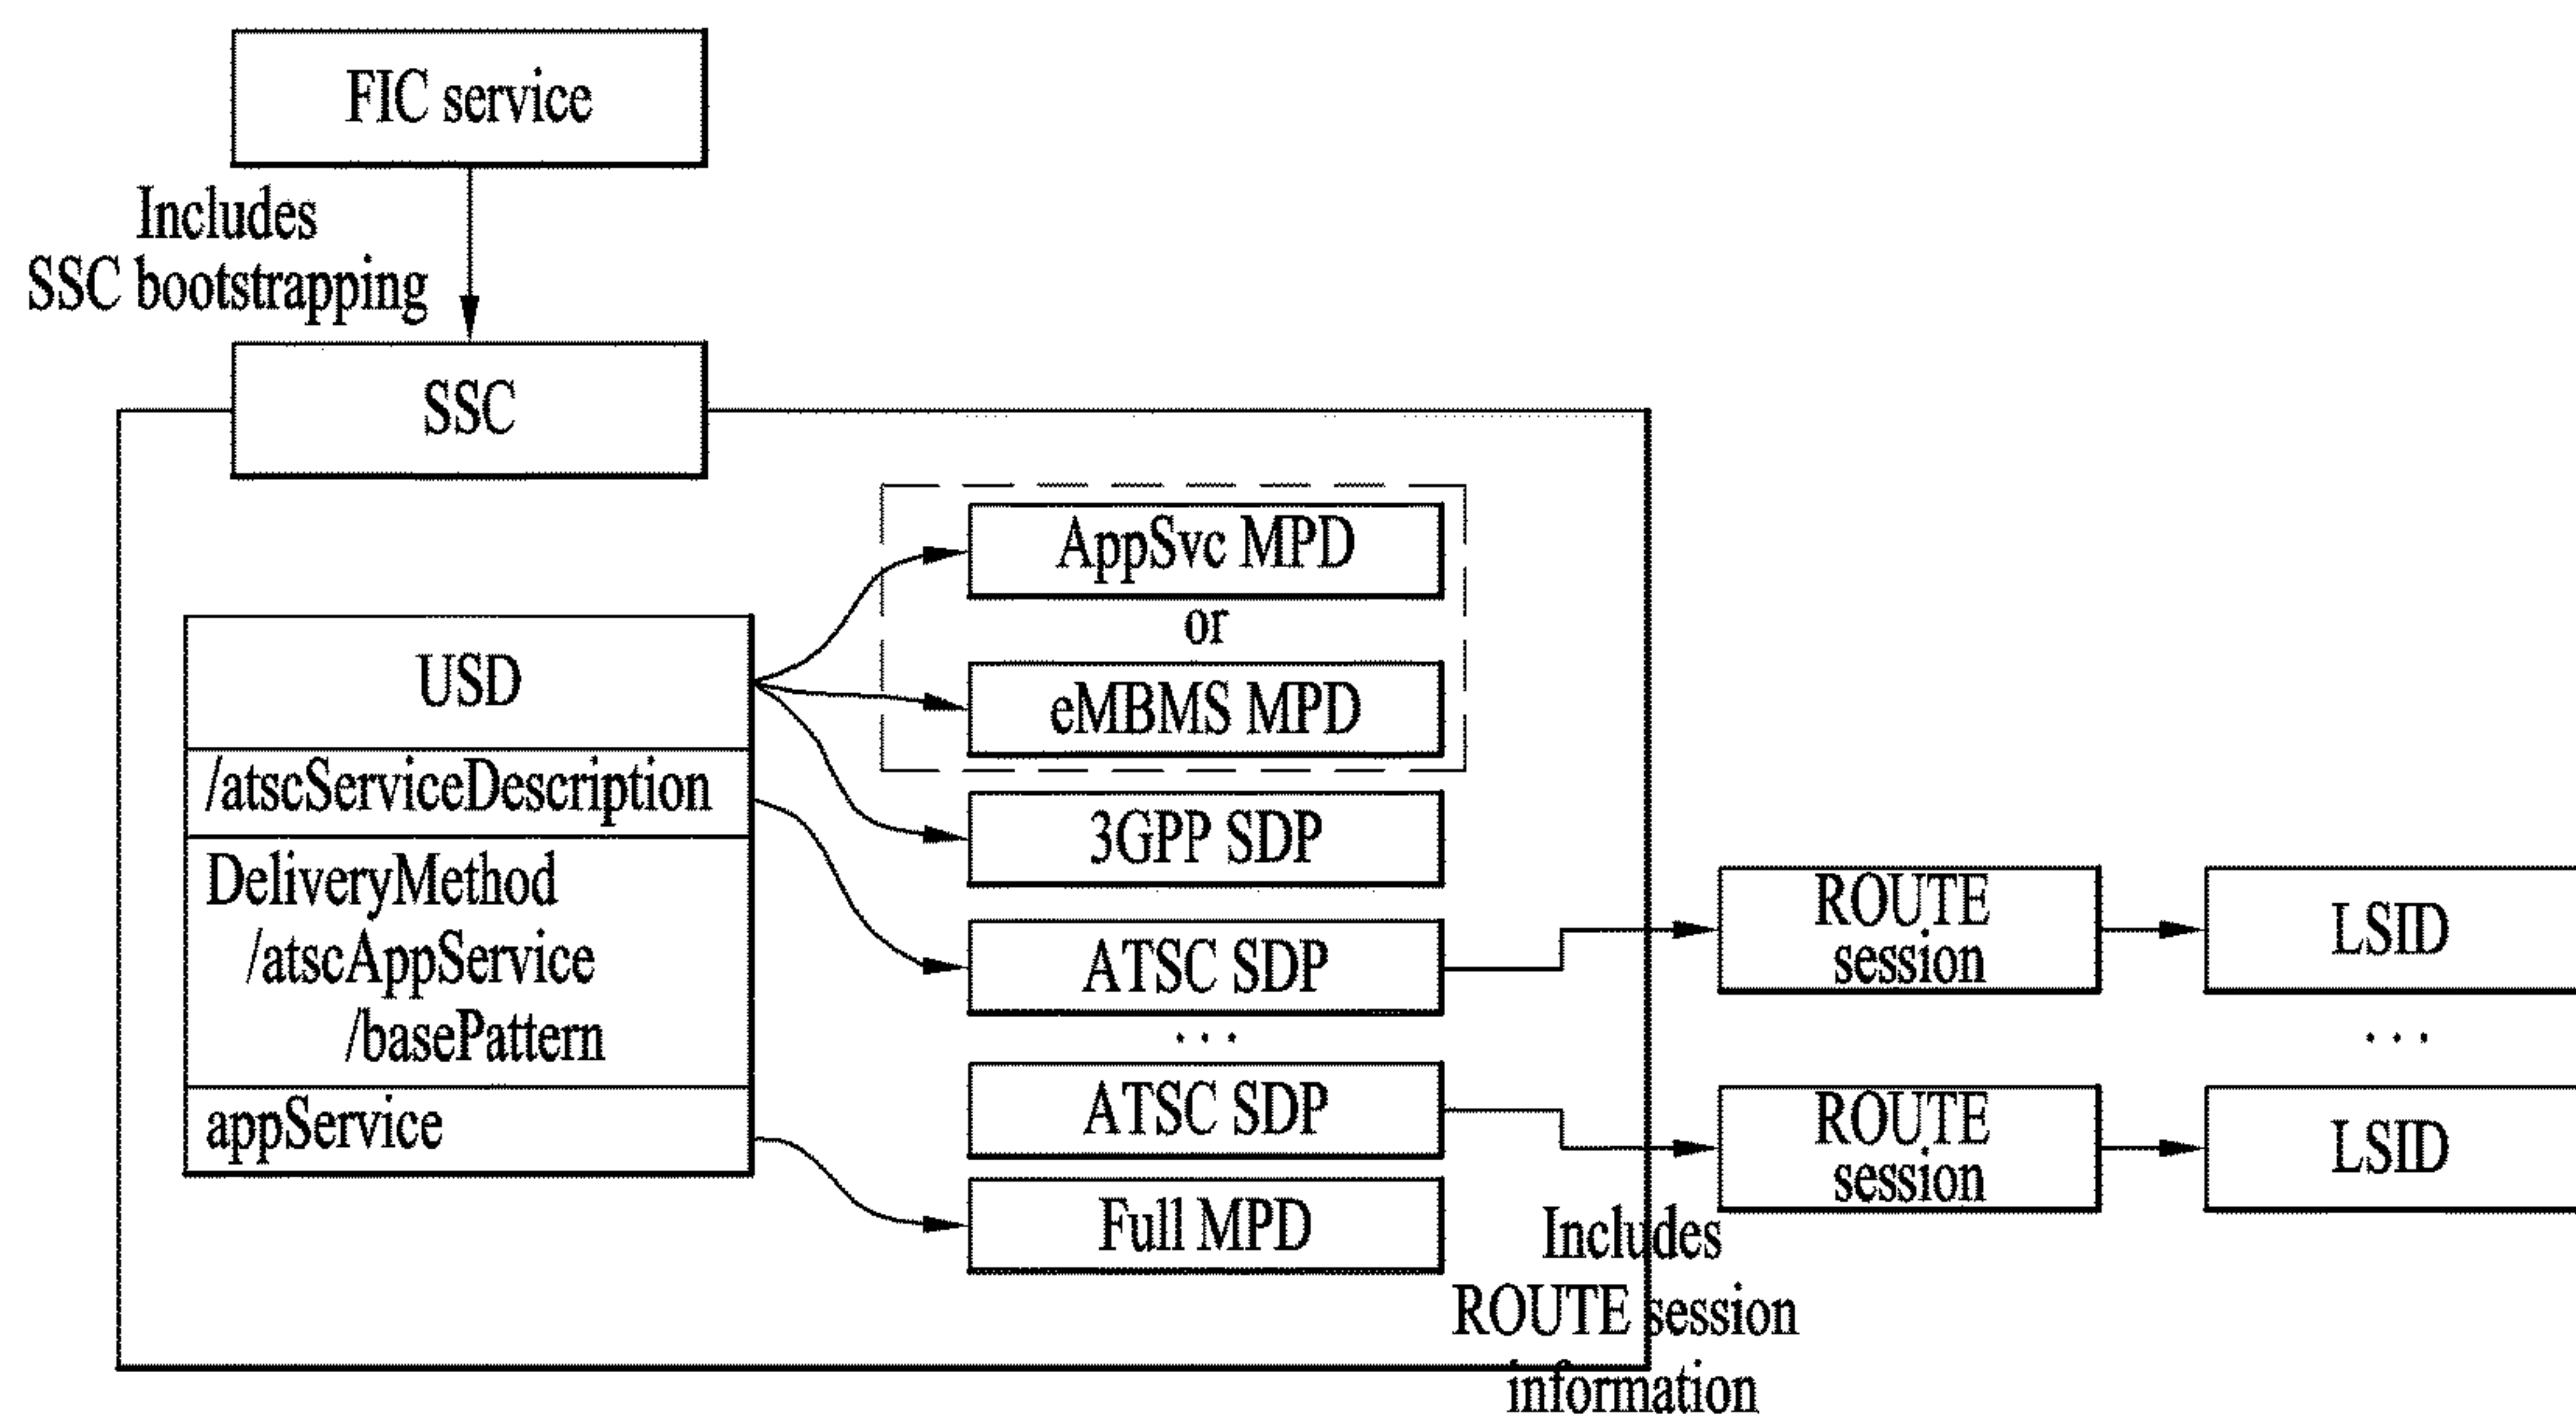 FIC service
Includes
SSC bootstrapping
SSC
AppSvc MPD
or
eMBMS MPD
USD
/atscServiceDescription
DeliveryMethod
/atscAppService
/basePattern
appService
3GPP SDP
ATSC SDP
. . .
ATSC SDP
Full MPD
ROUTE
session
LSID
. . .
ROUTE
session
LSID
Includes
ROUTE session
information